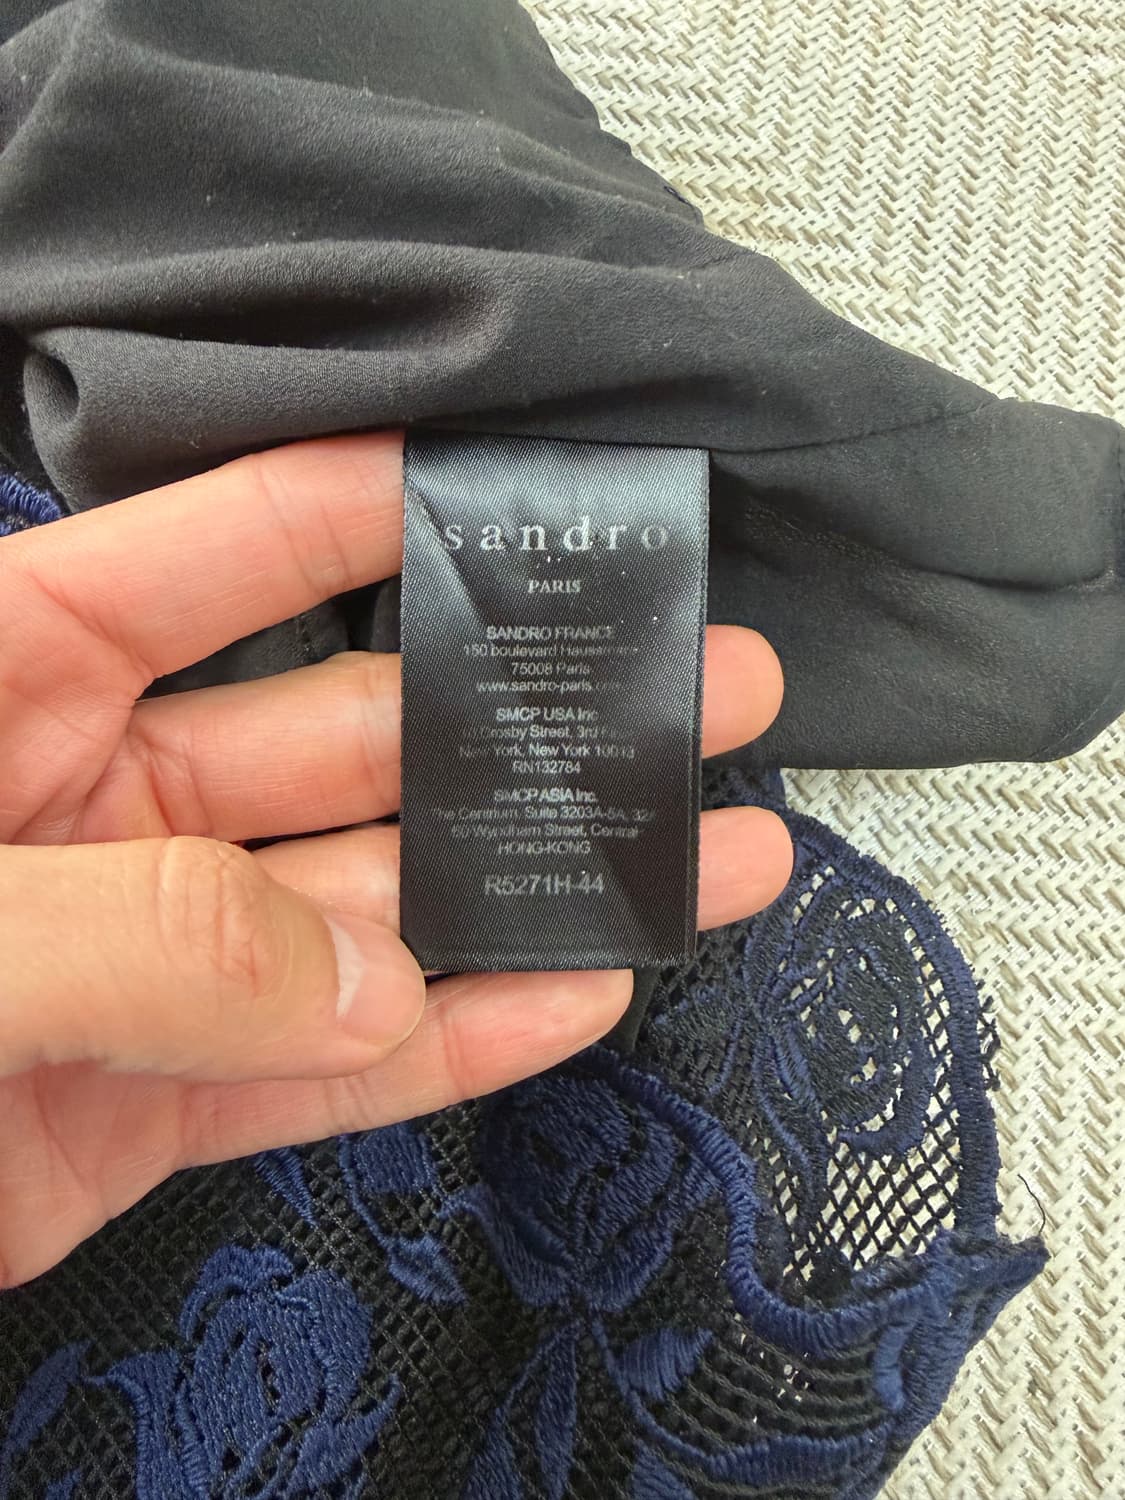 sandro
PARIS
SANDRO FRANCE
150 boulevard
75008 Paris
www.sandro-paris.com
SMCP USA Inc
Crosby Street, 3rd
New York, New York 10013
RN132784
SMCP ASIA Inc.
The Centrium, Suite 3203A-5A, 32/
60 Wyndham Street, Central
HONG-KONG
R5271H-44